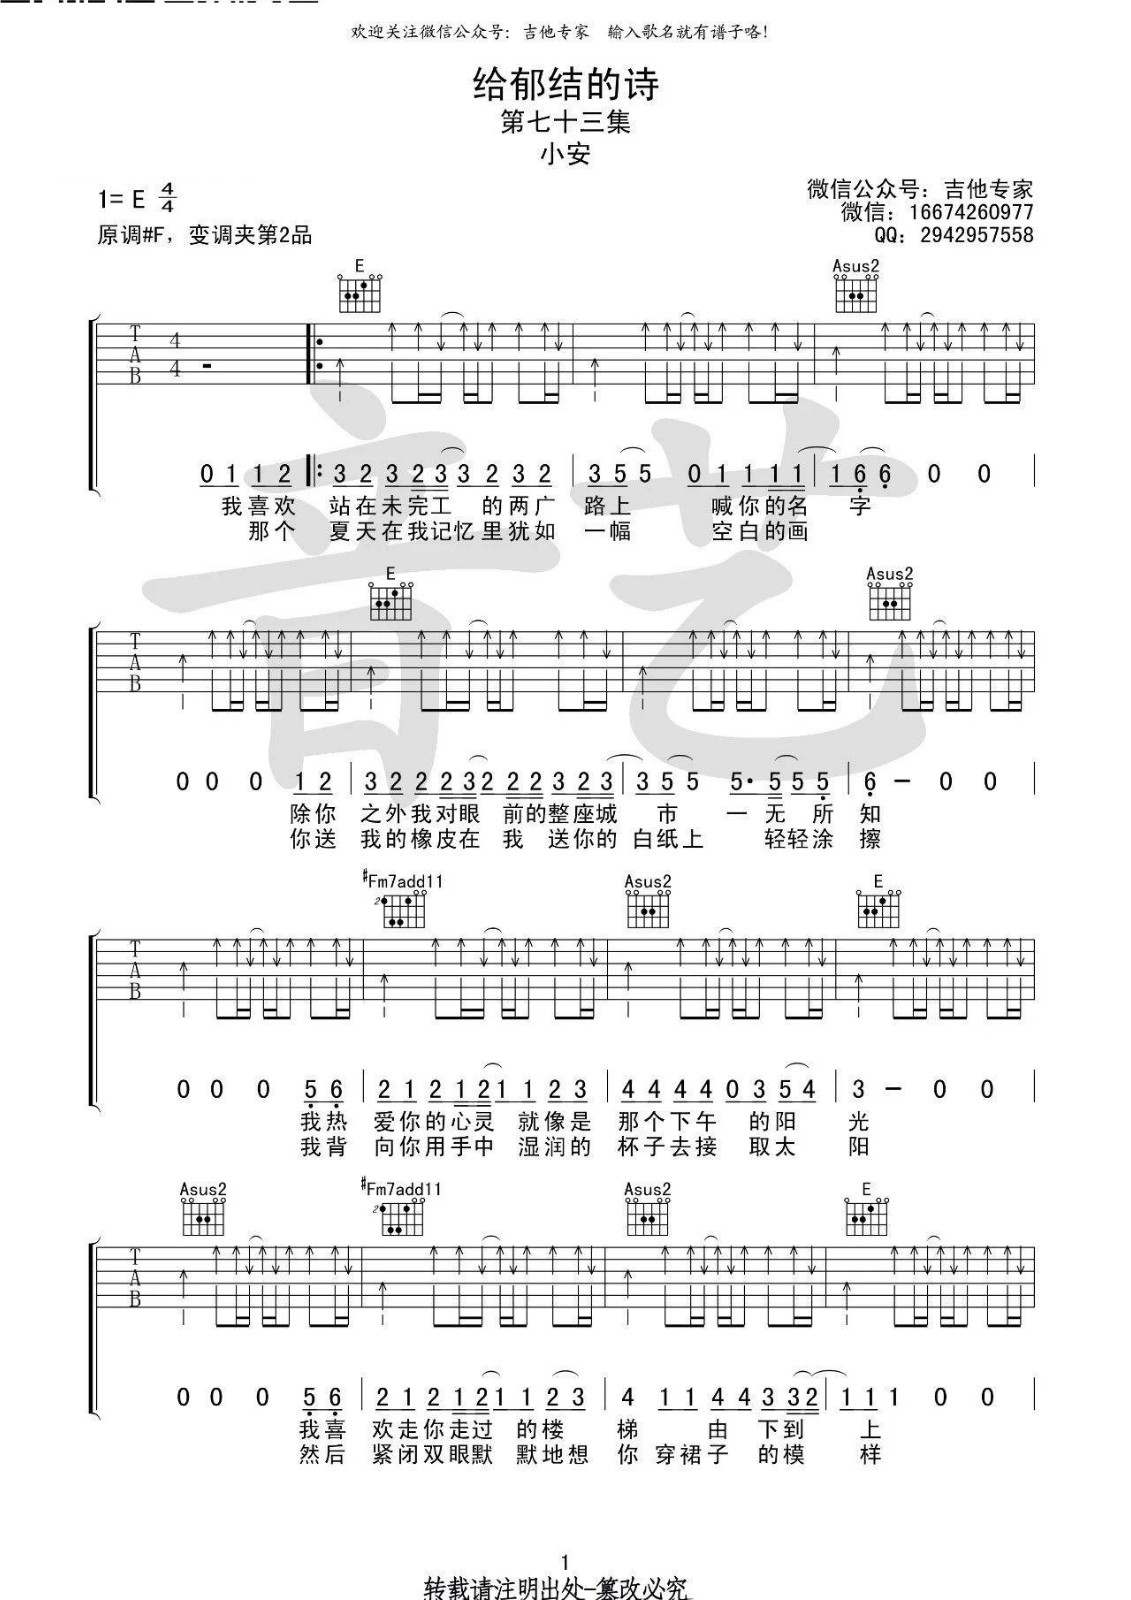 欢迎关注微信公众号：吉他专家　输入歌名就有谱子咯！
给郁结的诗
第七十三集
小安
1= E 4/4
微信公众号：吉他专家
微信：16674260977
原调#F，变调夹第2品
QQ：2942957558
E Asus2
T A B 4 4
0 1 1 2 3 2 3 2 3 3 2 3 2 3 5 5 0 1 1 1 1 1 6 6 0 0
我喜欢 站在未完工 的两广 路上 喊你的名 字
那个 夏天在我记忆里犹如 一幅 空白的画
E Asus2
T A B
0 0 0 1 2 3 2 2 2 3 2 2 2 3 2 3 3 5 5 5· 5 5 5 6 — 0 0
除你 之外我对眼 前的整座城 市 一无所 知
你送 我的橡皮在 我 送你的 白纸上 轻轻涂 擦
#Fm7add11 Asus2 E
2
T A B
0 0 0 5 6 2 1 2 1 2 1 1 2 3 4 4 4 4 0 3 5 4 3 — 0 0
我热 爱你的心灵 就像是 那个下午 的阳 光
我背 向你用手中 湿润的 杯子去接 取太 阳
Asus2 #Fm7add11 Asus2 E
2
T A B
0 0 0 5 6 2 1 2 1 2 1 1 2 3 4 1 1 4 4 3 3 2 1 1 1 0 0
我喜 欢走你走过 的楼 梯 由 下到 上
然后 紧闭双眼默 默地想 你 穿裙子 的模 样
1
转载请注明出处-篡改必究
音艺